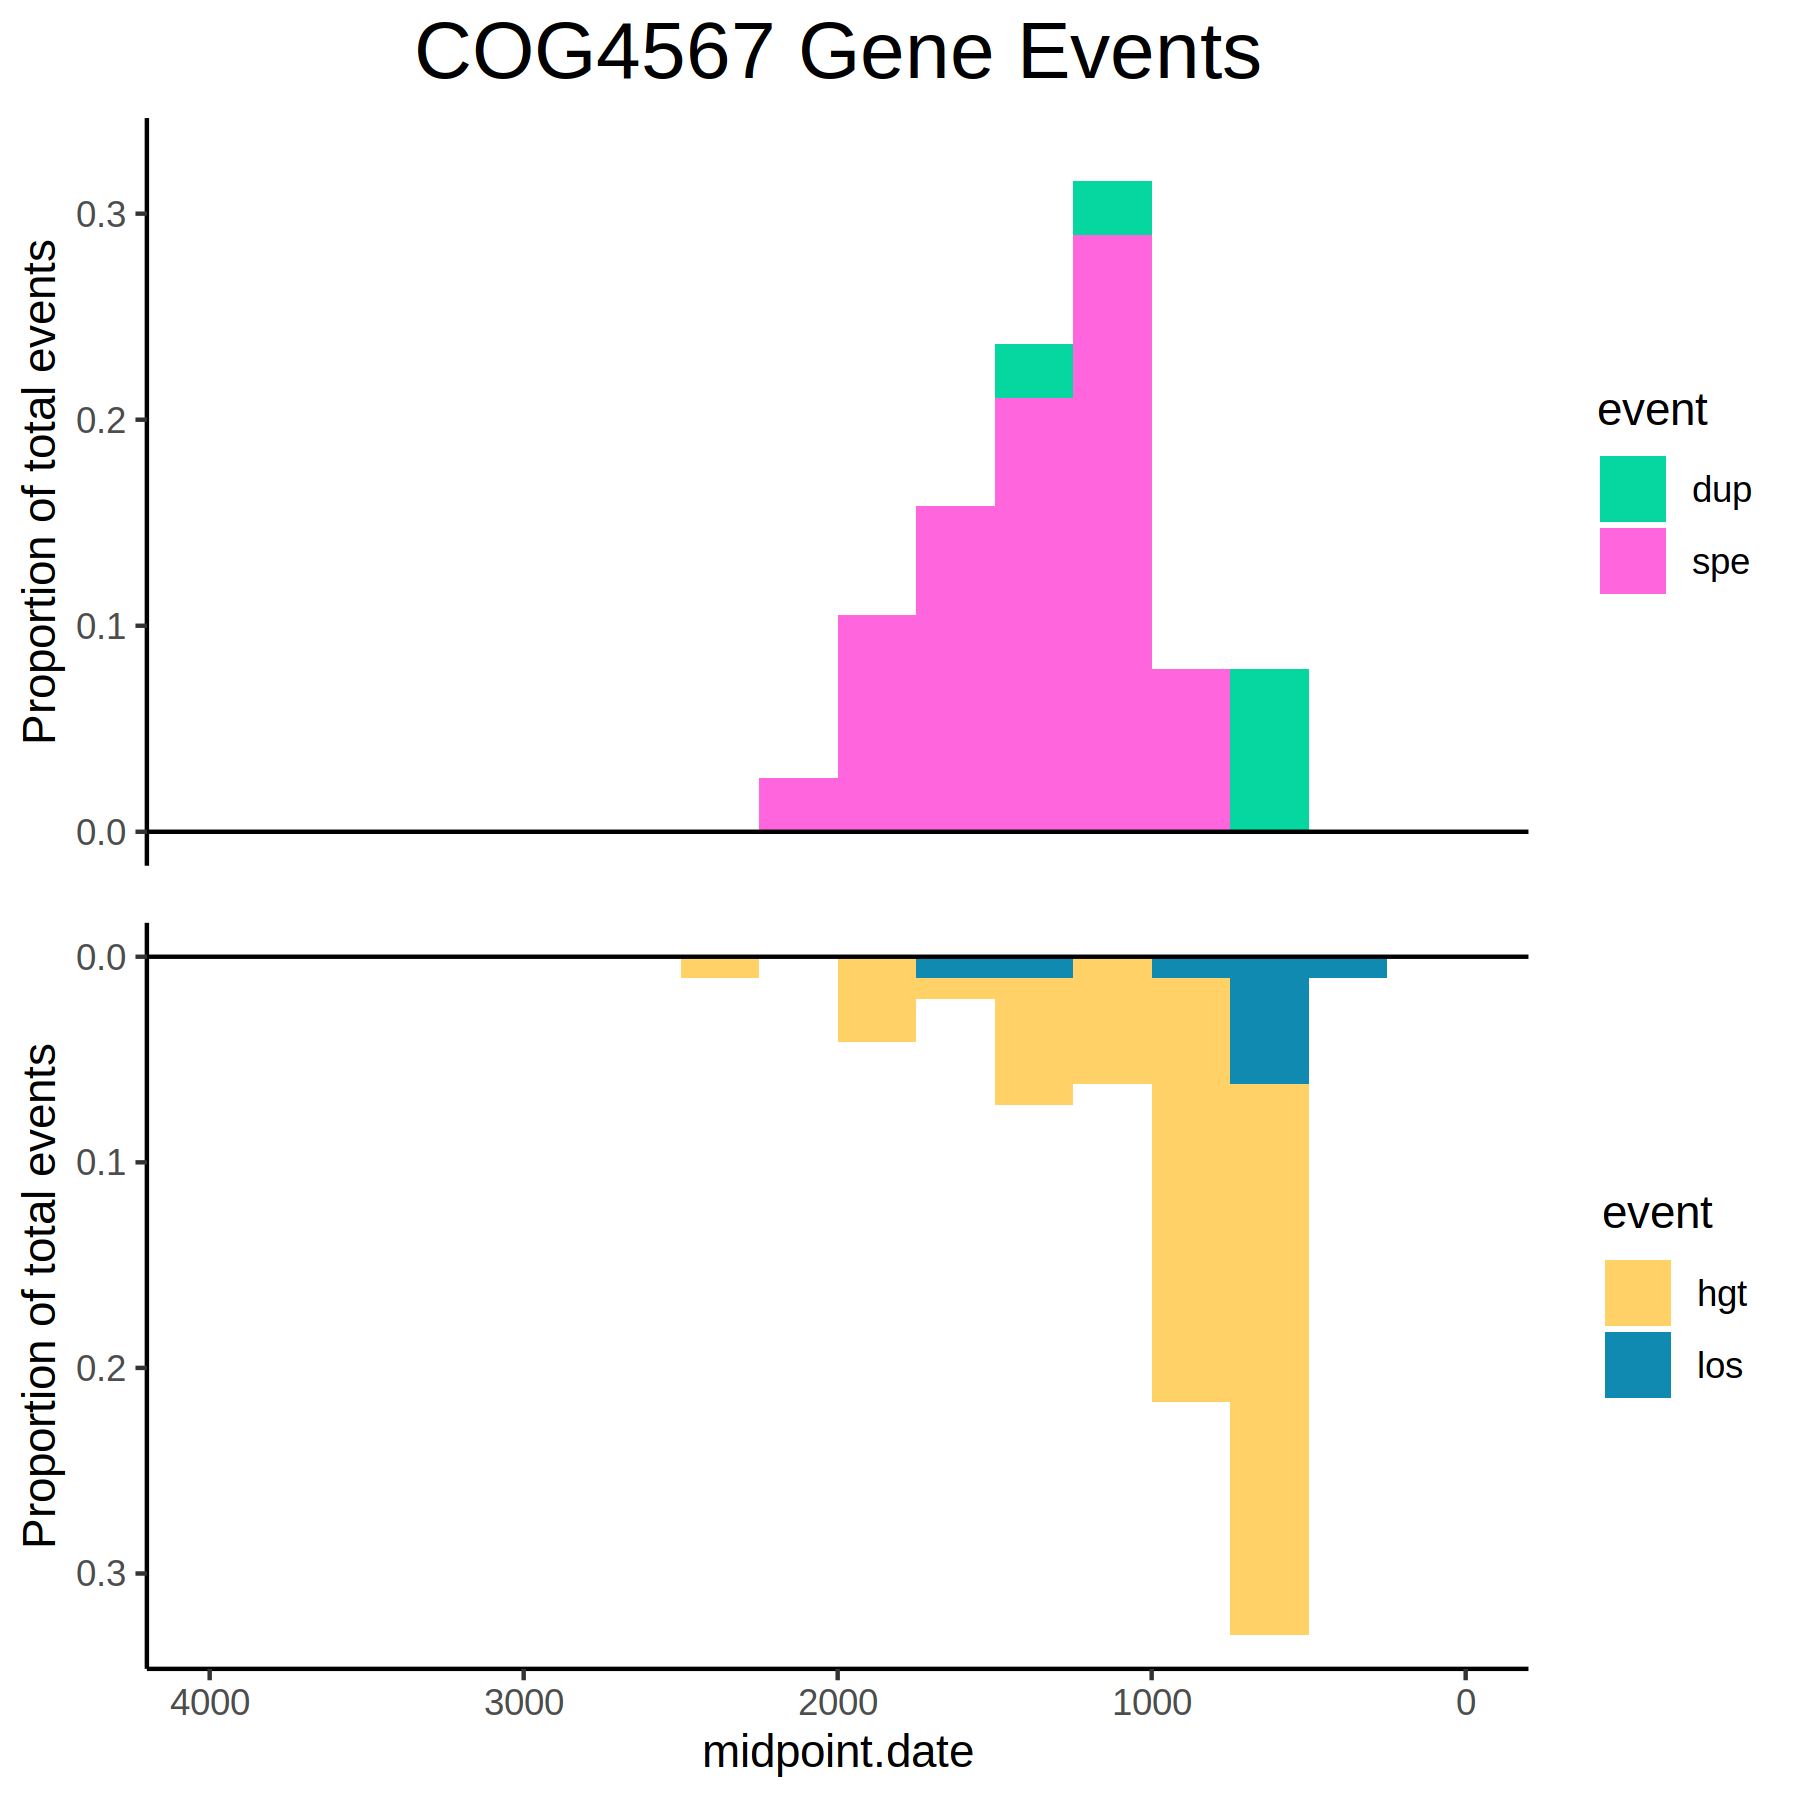 COG4567 Gene Events
Proportion of total events
0.3
0.2
0.1
0.0
event
dup
spe
Proportion of total events
0.0
0.1
0.2
0.3
event
hgt
los
4000 3000 2000 1000 0
midpoint.date